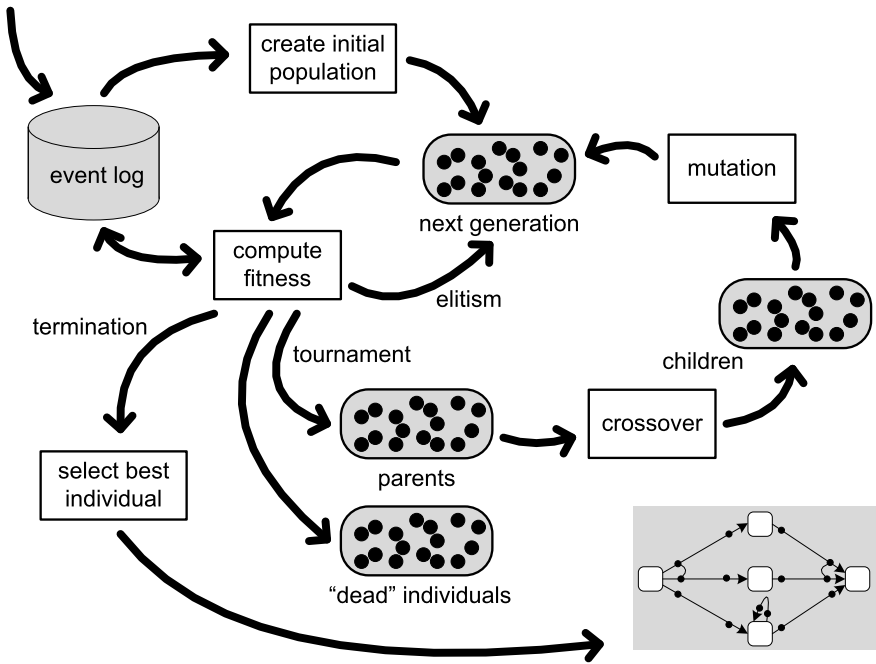 create initial
population
event log
mutation
next generation
compute
fitness
elitism
termination
tournament
children
crossover
select best
individual
parents
“dead” individuals